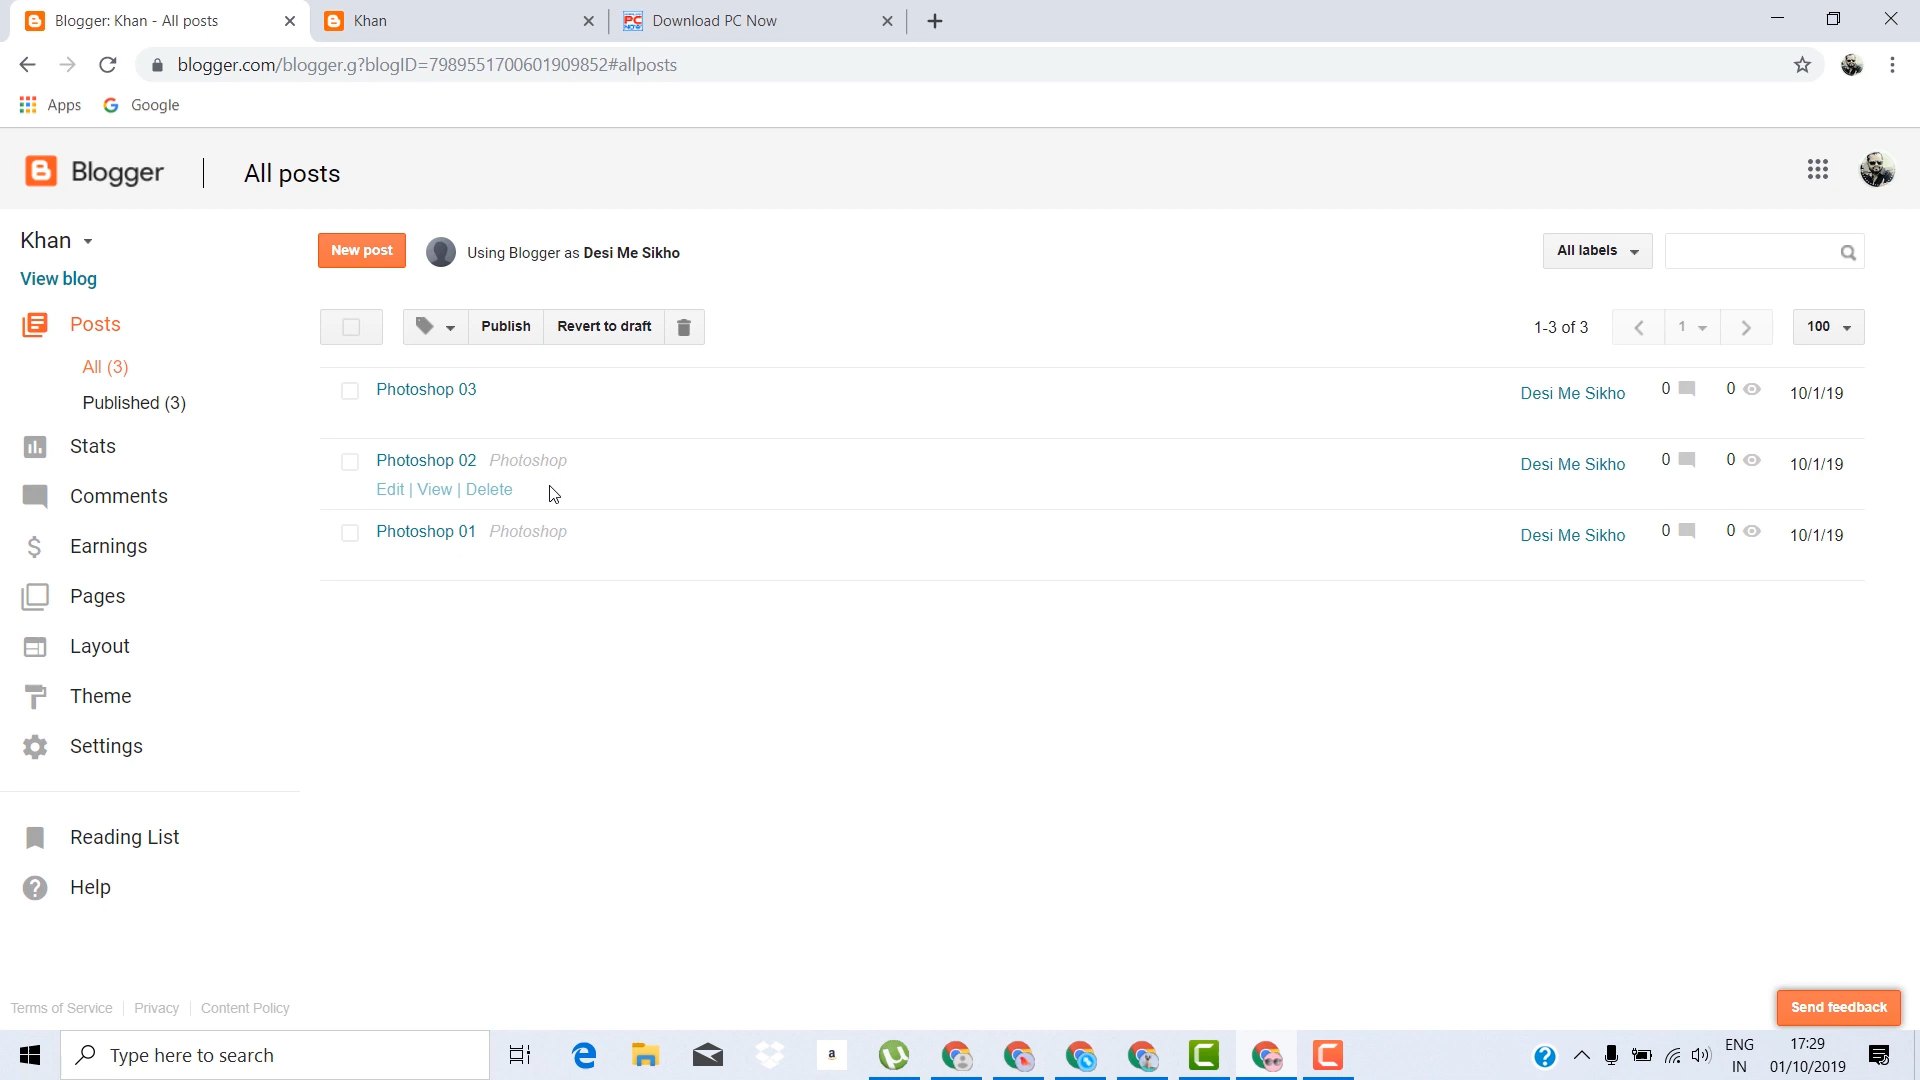 Blogger: Khan - All posts
Khan
Download PC Now
blogger.com/blogger.g?blogID=7989551700601909852#allposts
Apps
Google
Blogger
All posts
Khan
View blog
New post
Using Blogger as Desi Me Sikho
All labels
Posts
All (3)
Published (3)
Stats
Comments
Earnings
Pages
Layout
Theme
Settings
Reading List
Help
Publish
Revert to draft
1-3 of 3
1
100
Photoshop 03
Desi Me Sikho
0
0
10/1/19
Photoshop 02 Photoshop
Edit | View | Delete
Desi Me Sikho
0
0
10/1/19
Photoshop 01 Photoshop
Desi Me Sikho
0
0
10/1/19
Terms of Service
Privacy
Content Policy
Send feedback
Type here to search
a
ENG
IN
17:29
01/10/2019